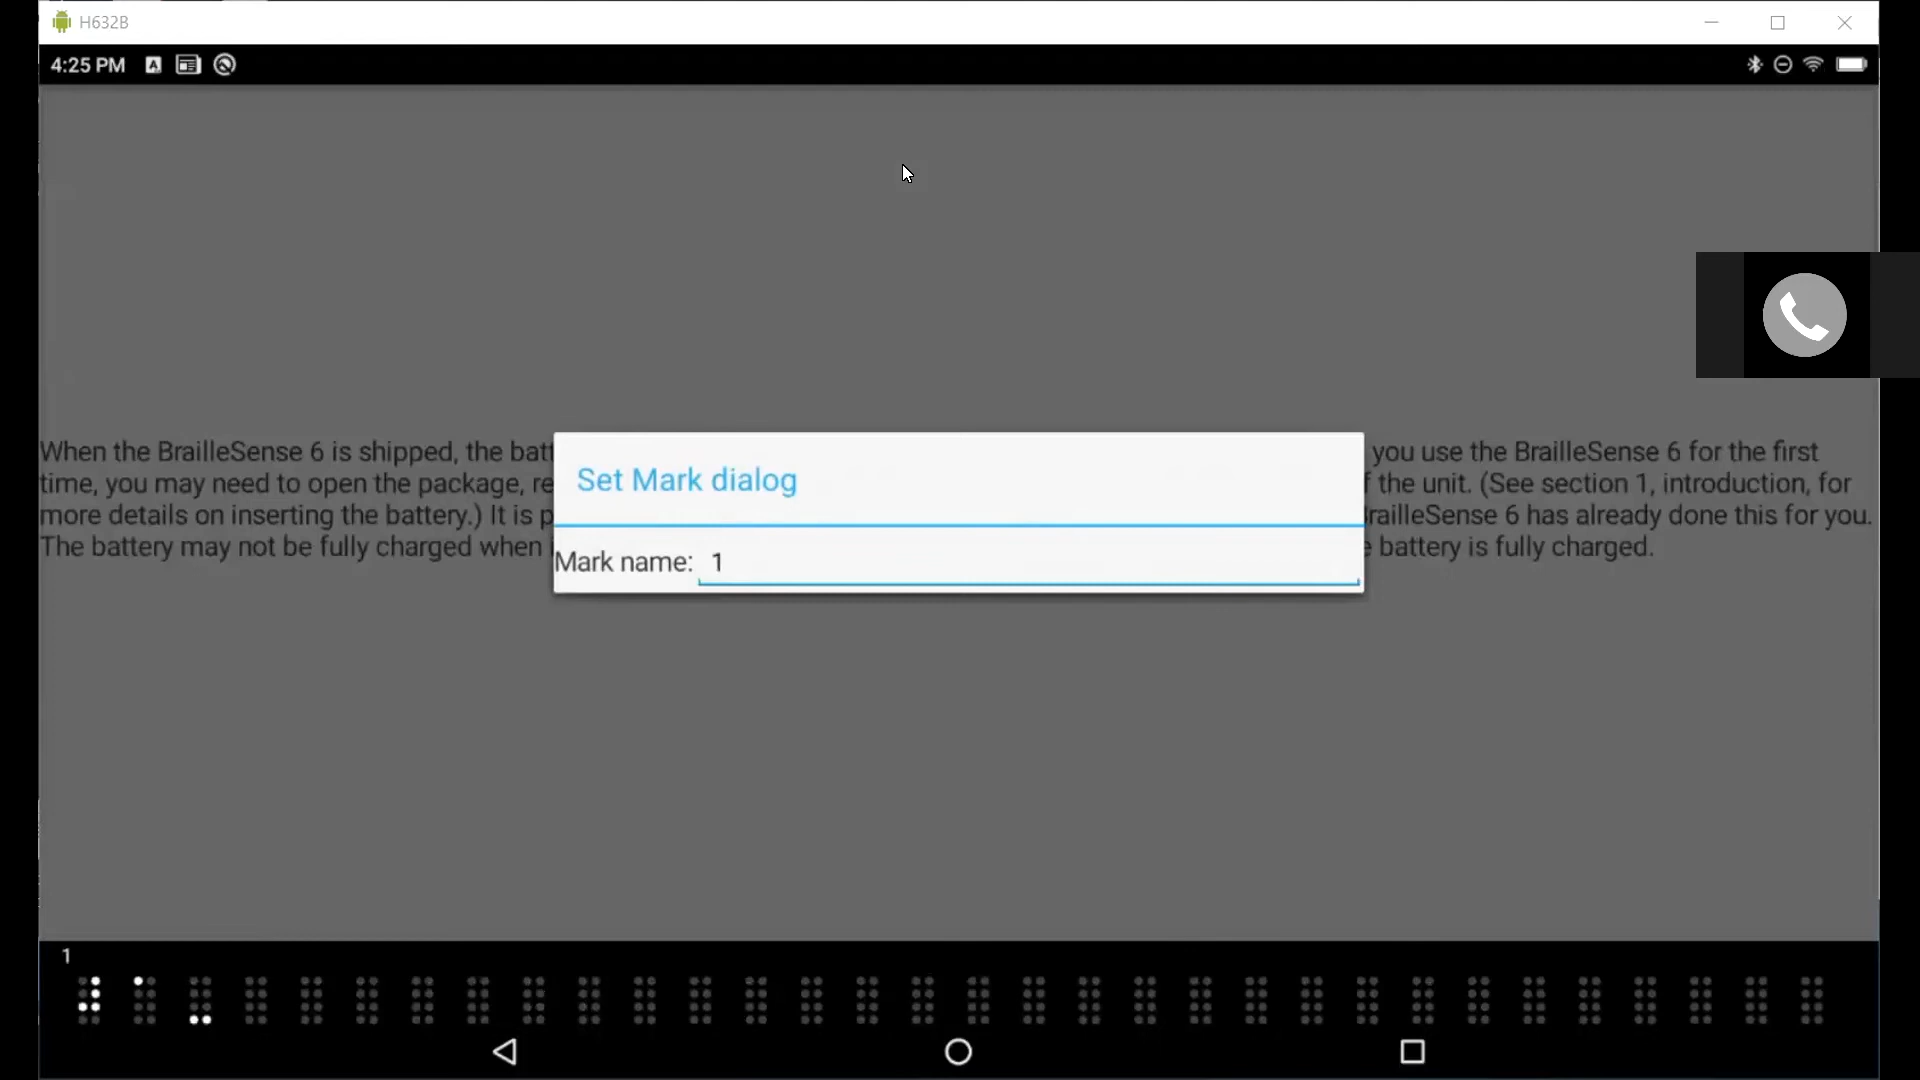 H632B
4:25 PM
When the BrailleSense 6 is shipped, the batt you use the BrailleSense 6 for the first
time, you may need to open the package, re f the unit. (See section 1, introduction, for
more details on inserting the battery.) It is p BrailleSense 6 has already done this for you.
The battery may not be fully charged when e battery is fully charged.
Set Mark dialog
Mark name: 1
1